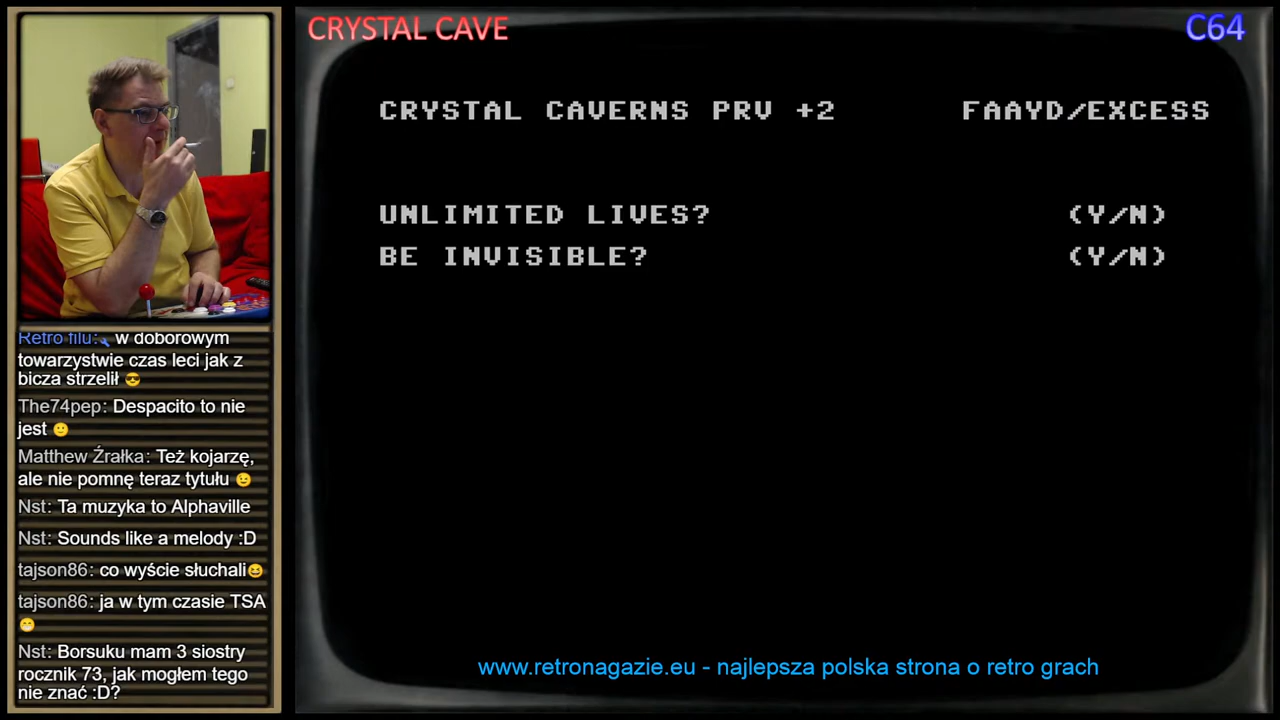 CRYSTAL CAVE
C64
CRYSTAL CAVERNS PRV +2 FAAYD/EXCESS
UNLIMITED LIVES? (Y/N)
BE INVISIBLE? (Y/N)
Retro filu: w doborowym
towarzystwie czas leci jak z
bicza strzelił 😎
The74pep: Despacito to nie
jest 🙂
Matthew Źrałka: Też kojarzę,
ale nie pomnę teraz tytułu 😉
Nst: Ta muzyka to Alphaville
Nst: Sounds like a melody :D
tajson86: co wyście słuchali😆
tajson86: ja w tym czasie TSA
😁
Nst: Borsuku mam 3 siostry
rocznik 73, jak mogłem tego
nie znać :D?
www.retronagazie.eu - najlepsza polska strona o retro grach